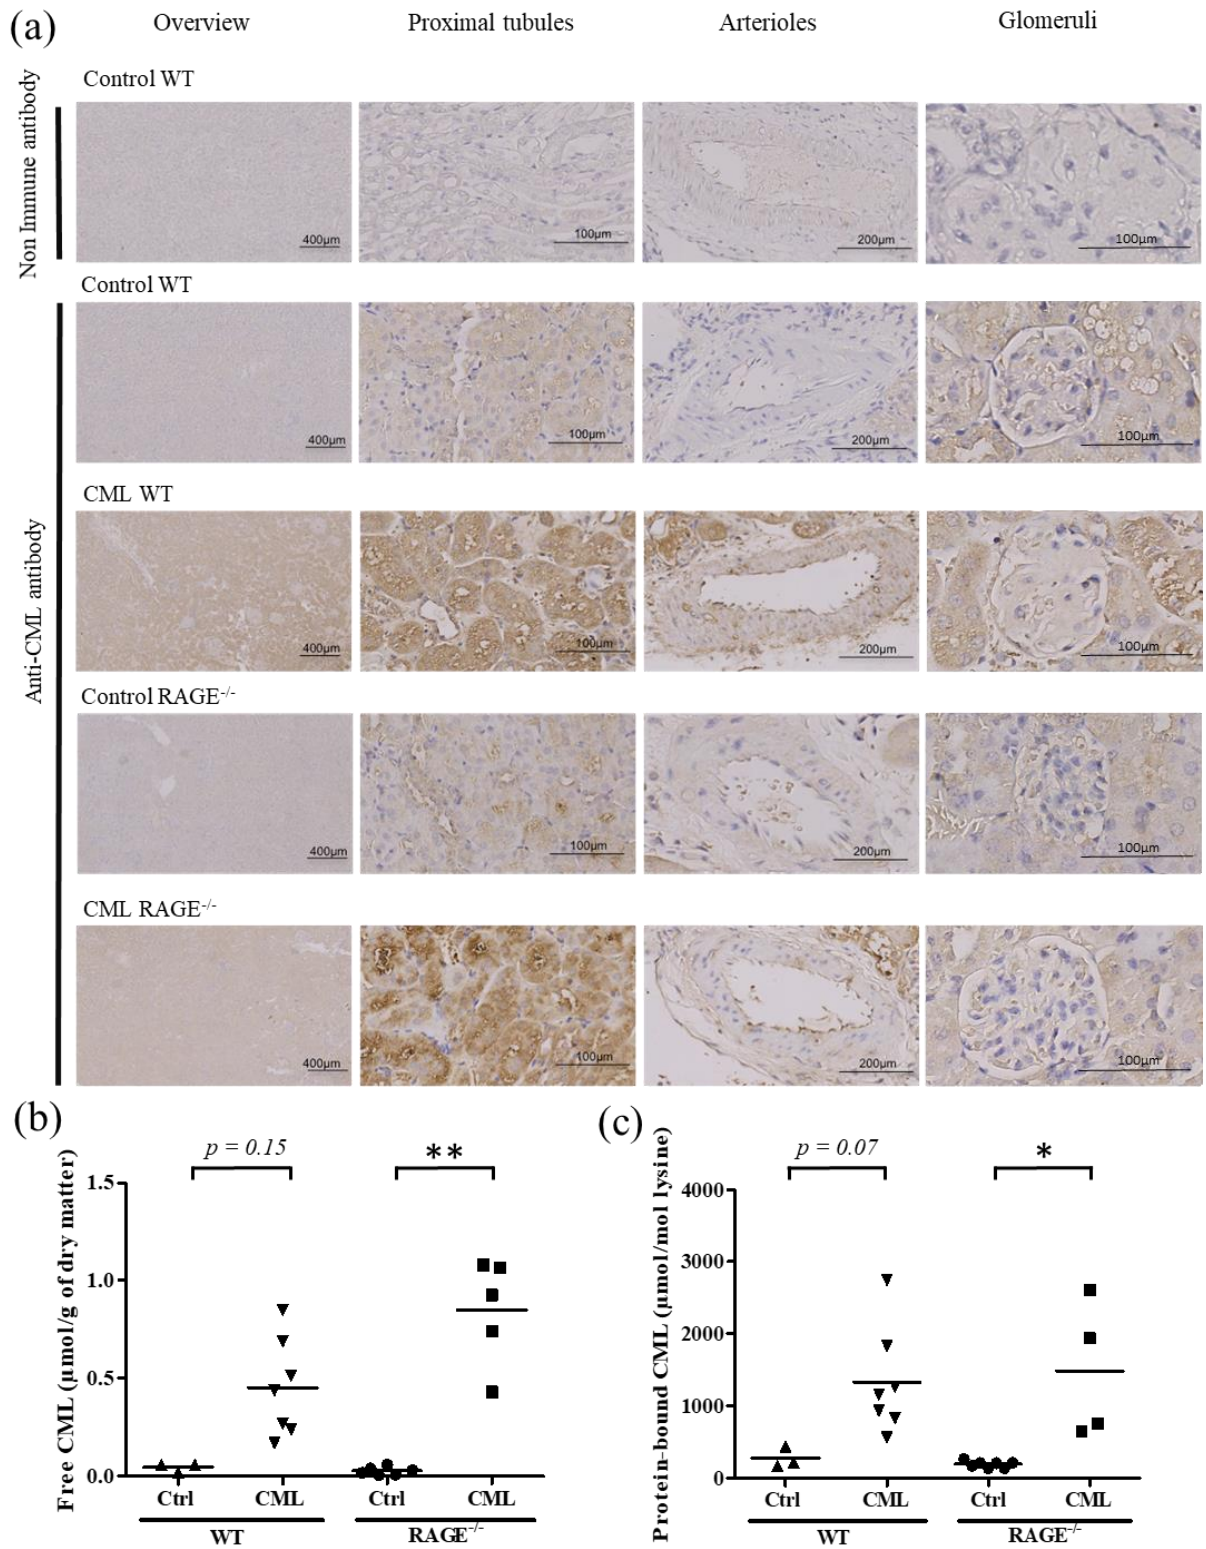 (a)
Overview Proximal tubules Arterioles Glomeruli
Non Immune antibody
Control WT
400µm 100µm 200µm 100µm
Anti-CML antibody
Control WT
400µm 100µm 200µm 100µm
CML WT
400µm 100µm 200µm 100µm
Control RAGE-/-
400µm 100µm 200µm 100µm
CML RAGE-/-
400µm 100µm 200µm 100µm
(b)
p = 0.15 **
Free CML (µmol/g of dry matter)
1.5
1.0
0.5
0.0
Ctrl CML Ctrl CML
WT RAGE-/-
(c)
p = 0.07 *
Protein-bound CML (µmol/mol lysine)
4000
3000
2000
1000
0
Ctrl CML Ctrl CML
WT RAGE-/-